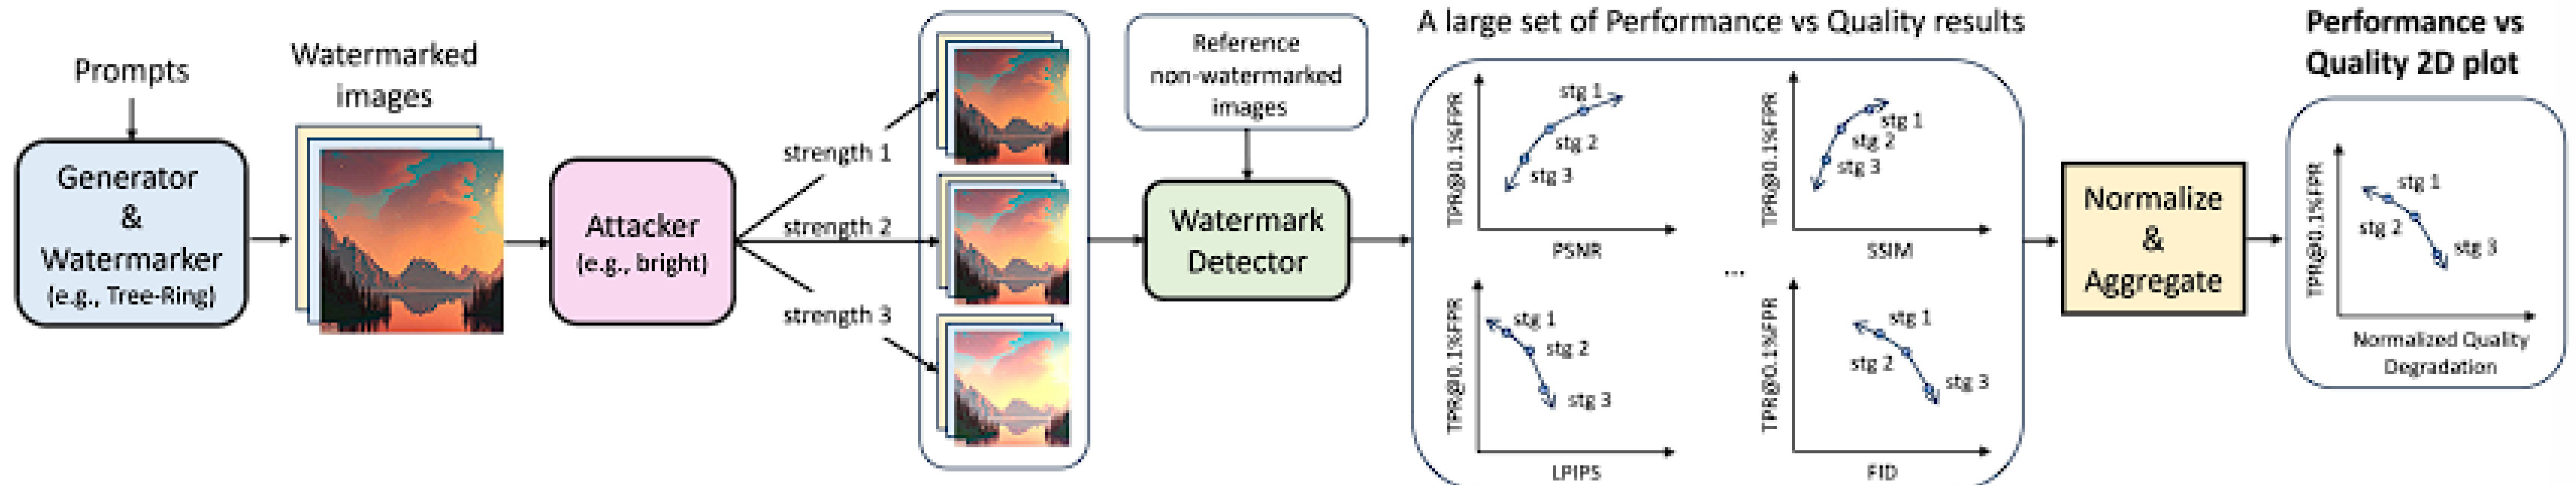 Prompts
Generator
&
Watermarker
(e.g., Tree-Ring)
Watermarked
images
Attacker
(e.g., bright)
strength 1
strength 2
strength 3
Reference
non-watermarked
images
Watermark
Detector
A large set of Performance vs Quality results
TPR@0.1%FPR
stg 1
stg 2
stg 3
PSNR
TPR@0.1%FPR
stg 1
stg 2
stg 3
SSIM
...
TPR@0.1%FPR
stg 1
stg 2
stg 3
LPIPS
TPR@0.1%FPR
stg 1
stg 2
stg 3
FID
Normalize
&
Aggregate
Performance vs
Quality 2D plot
TPR@0.1%FPR
stg 1
stg 2
stg 3
Normalized Quality
Degradation